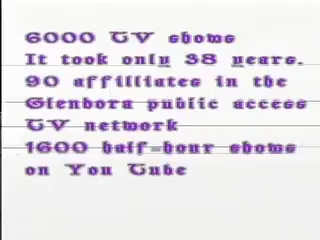 6000 TV shows
It took only 38 years.
90 affilliates in the
Glendora public access
TV network
1600 half-hour shows
on You Tube